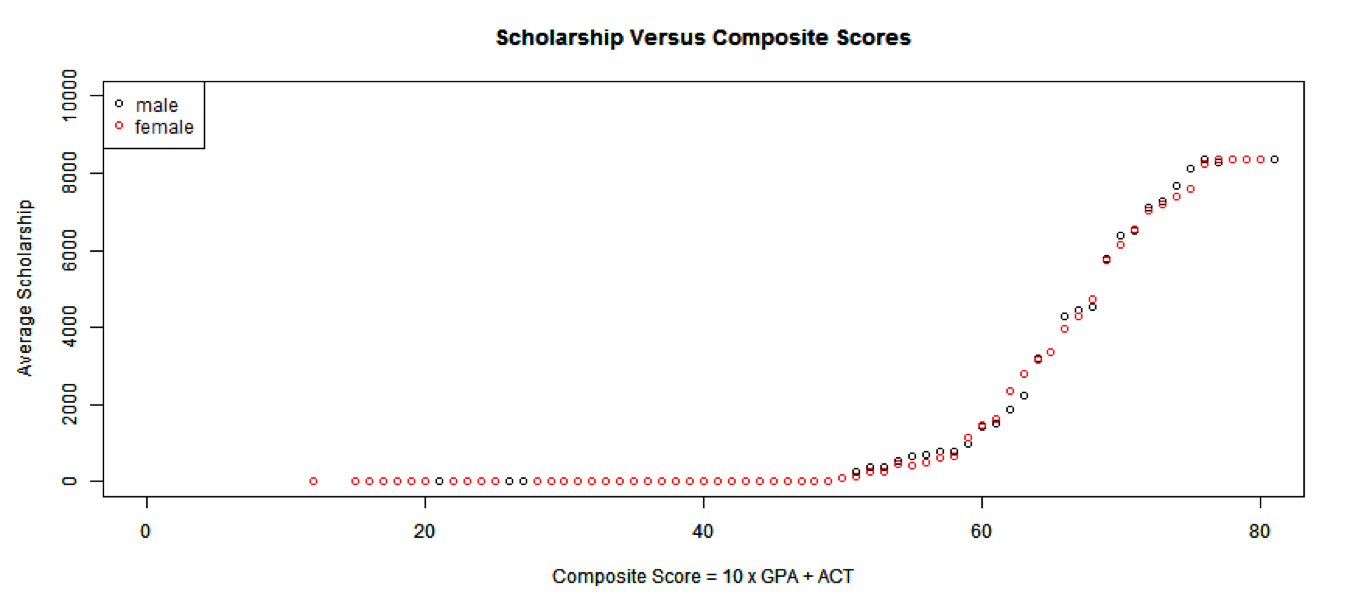 Scholarship Versus Composite Scores
male
female
Average Scholarship
10000
8000
6000
4000
2000
0
0 20 40 60 80
Composite Score = 10 x GPA + ACT